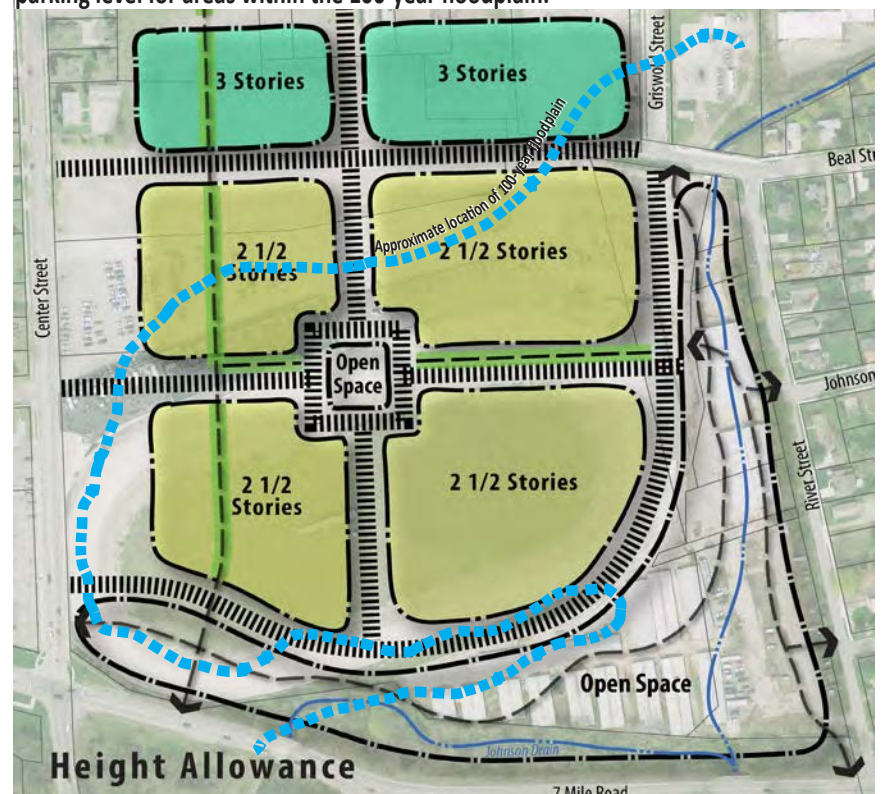 parking level for areas within the 100-year floodplain.
3 Stories
3 Stories
Griswold Street
Beal Str
Approximate location of 100-year floodplain
2 1/2
Stories
2 1/2 Stories
Center Street
Open
Space
Johnson
River Street
2 1/2
Stories
2 1/2 Stories
Open Space
Johnson Drain
Height Allowance
7 Mile Road